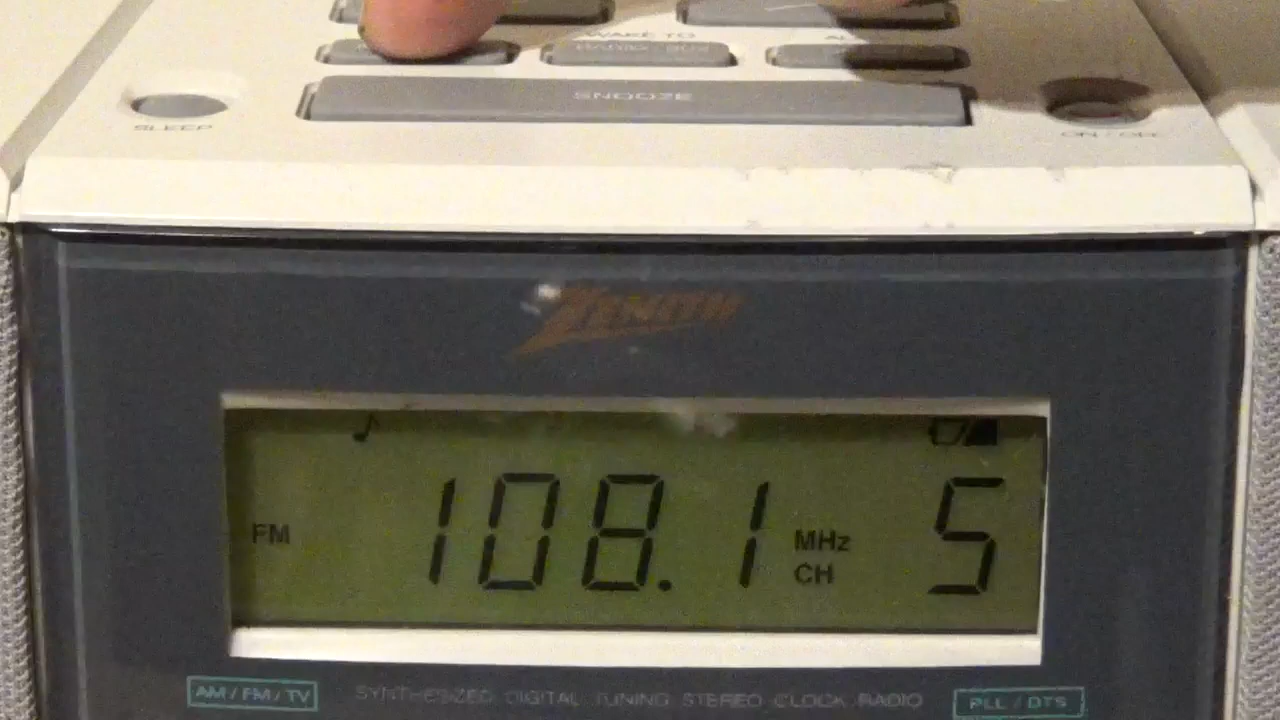 WAKE TO
RADIO · BUZ
AL
SNOOZE
SLEEP
ON / OFF
ZENITH
FM 108.1 MHz CH 5
AM / FM / TV SYNTHESIZED DIGITAL TUNING STEREO CLOCK RADIO PLL / DTS